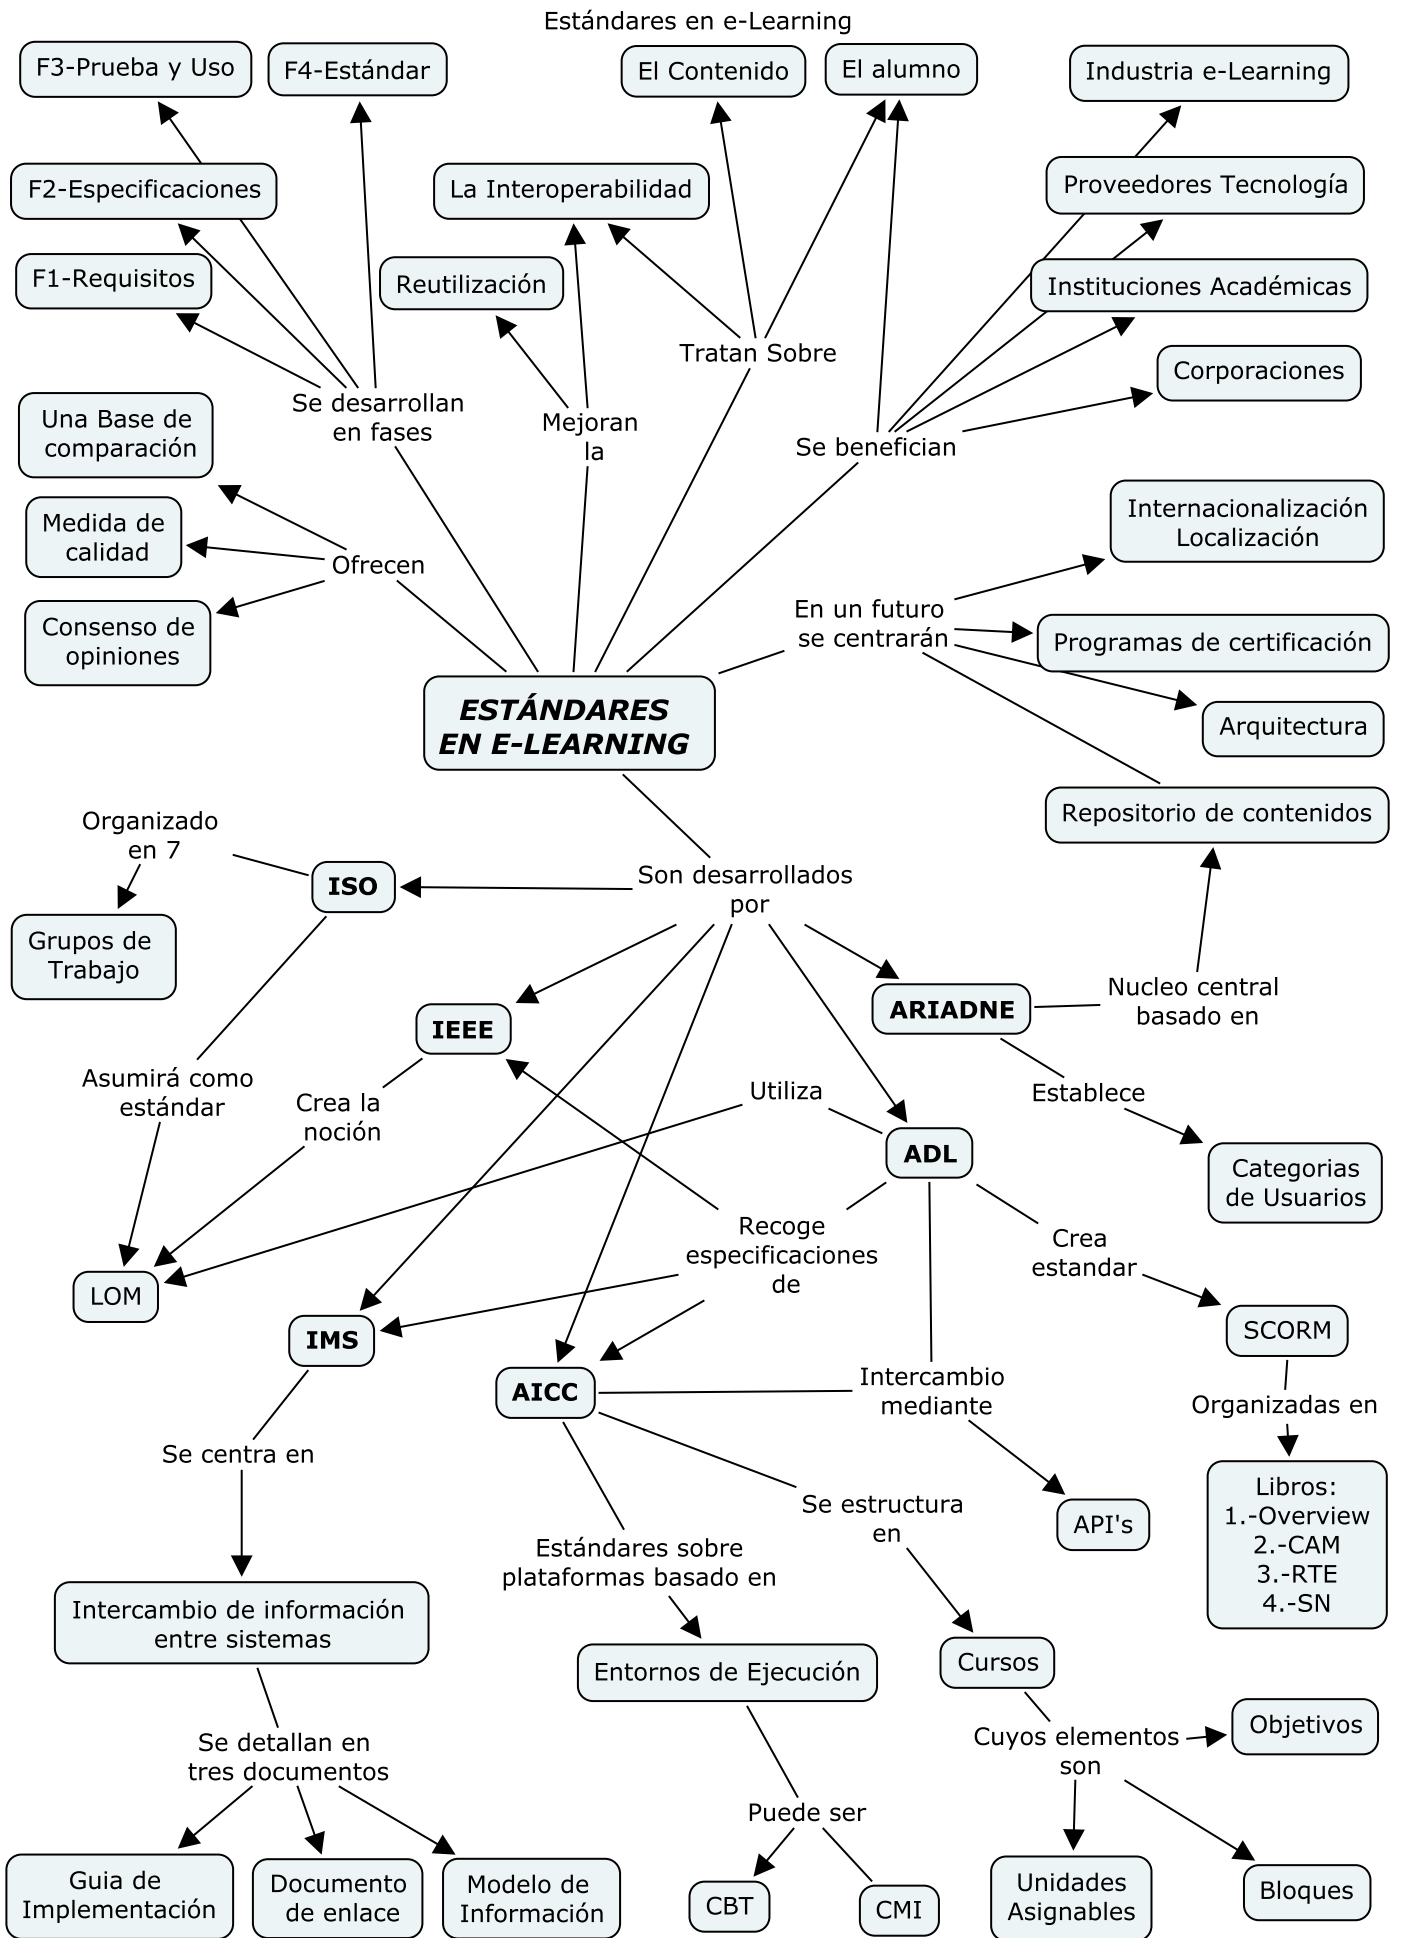 Estándares en e-Learning
F3-Prueba y Uso
F4-Estándar
El Contenido
El alumno
Industria e-Learning
F2-Especificaciones
La Interoperabilidad
Proveedores Tecnología
F1-Requisitos
Reutilización
Instituciones Académicas
Tratan Sobre
Corporaciones
Se desarrollan
en fases
Mejoran
la
Se benefician
Una Base de
comparación
Medida de
calidad
Ofrecen
Consenso de
opiniones
Internacionalización
Localización
En un futuro
se centrarán
Programas de certificación
Arquitectura
ESTÁNDARES
EN E-LEARNING
Repositorio de contenidos
Organizado
en 7
ISO
Son desarrollados
por
Grupos de
Trabajo
IEEE
ARIADNE
Nucleo central
basado en
Asumirá como
estándar
Crea la
noción
Utiliza
Establece
ADL
Categorias
de Usuarios
Recoge
especificaciones
de
Crea
estandar
LOM
IMS
SCORM
AICC
Intercambio
mediante
Organizadas en
Se centra en
Libros:
1.-Overview
2.-CAM
3.-RTE
4.-SN
Se estructura
en
API's
Estándares sobre
plataformas basado en
Intercambio de información
entre sistemas
Entornos de Ejecución
Cursos
Se detallan en
tres documentos
Cuyos elementos
son
Objetivos
Puede ser
Guia de
Implementación
Documento
de enlace
Modelo de
Información
CBT
CMI
Unidades
Asignables
Bloques